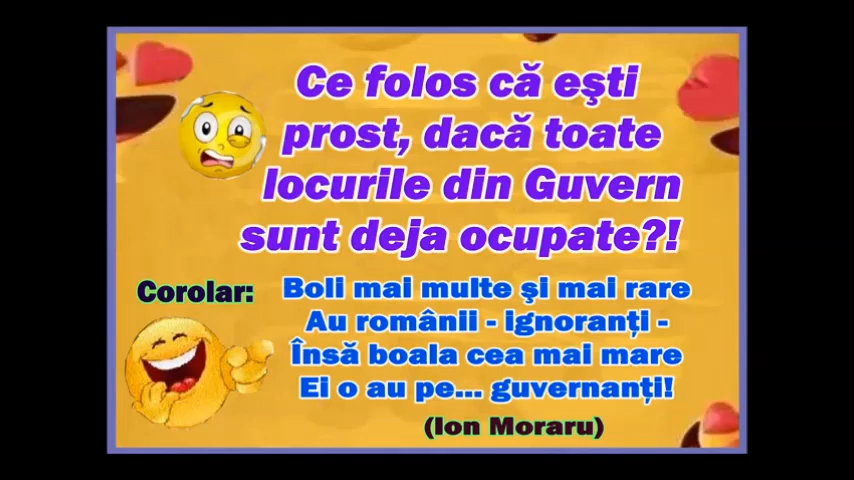 Ce folos că eşti
prost, dacă toate
locurile din Guvern
sunt deja ocupate?!
Corolar:
Boli mai multe şi mai rare
Au românii - ignoranţi -
Însă boala cea mai mare
Ei o au pe... guvernanţi!
(Ion Moraru)